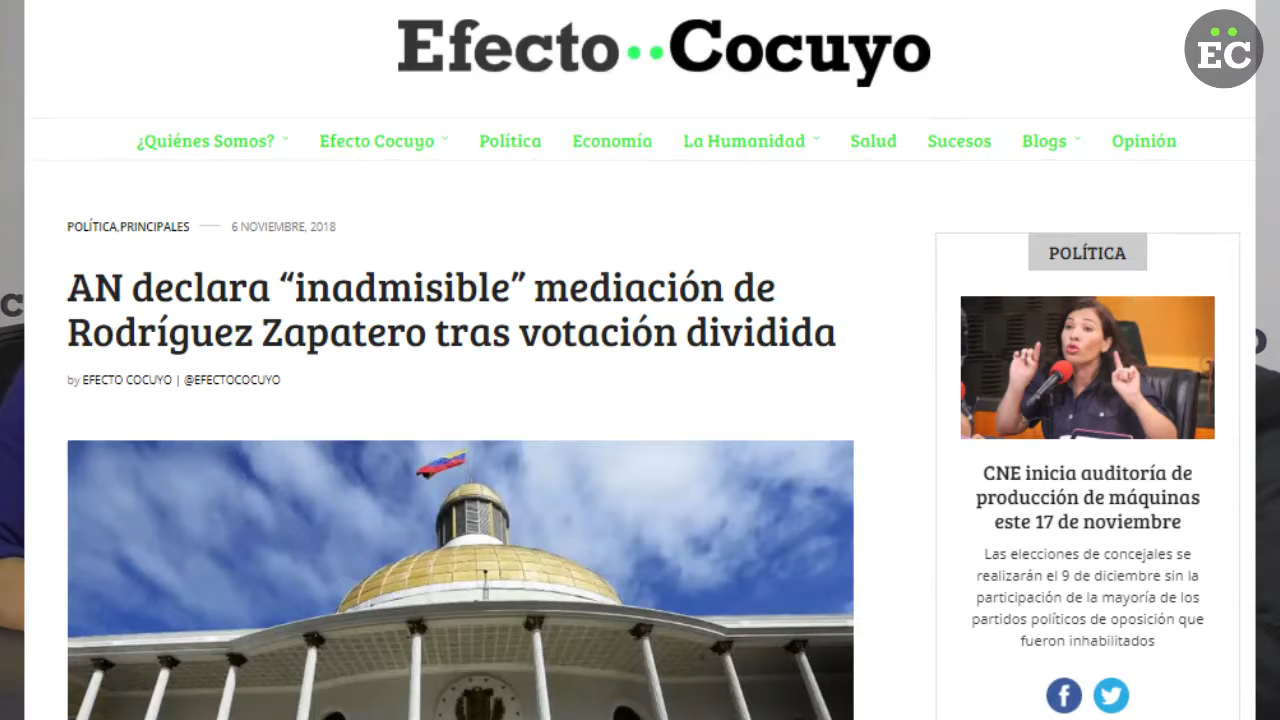 Efecto Cocuyo
EC
¿Quiénes Somos? Efecto Cocuyo Política Economía La Humanidad Salud Sucesos Blogs Opinión
POLÍTICA,PRINCIPALES — 6 NOVIEMBRE, 2018
AN declara “inadmisible” mediación de
Rodríguez Zapatero tras votación dividida
by EFECTO COCUYO | @EFECTOCOCUYO
POLÍTICA
CNE inicia auditoría de
producción de máquinas
este 17 de noviembre
Las elecciones de concejales se
realizarán el 9 de diciembre sin la
participación de la mayoría de los
partidos políticos de oposición que
fueron inhabilitados